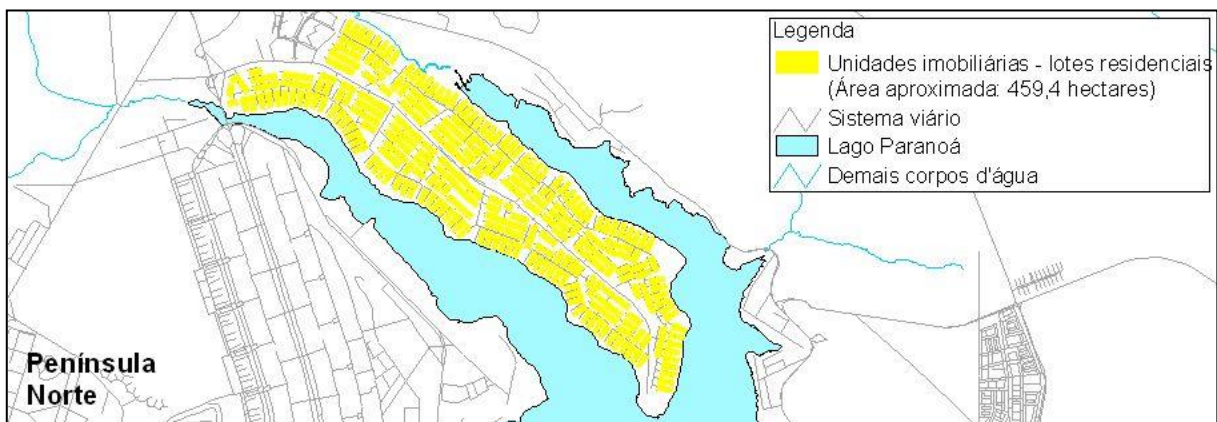 Legenda
Unidades imobiliárias - lotes residenciais
(Área aproximada: 459,4 hectares)
Sistema viário
Lago Paranoá
Demais corpos d'água
Península
Norte